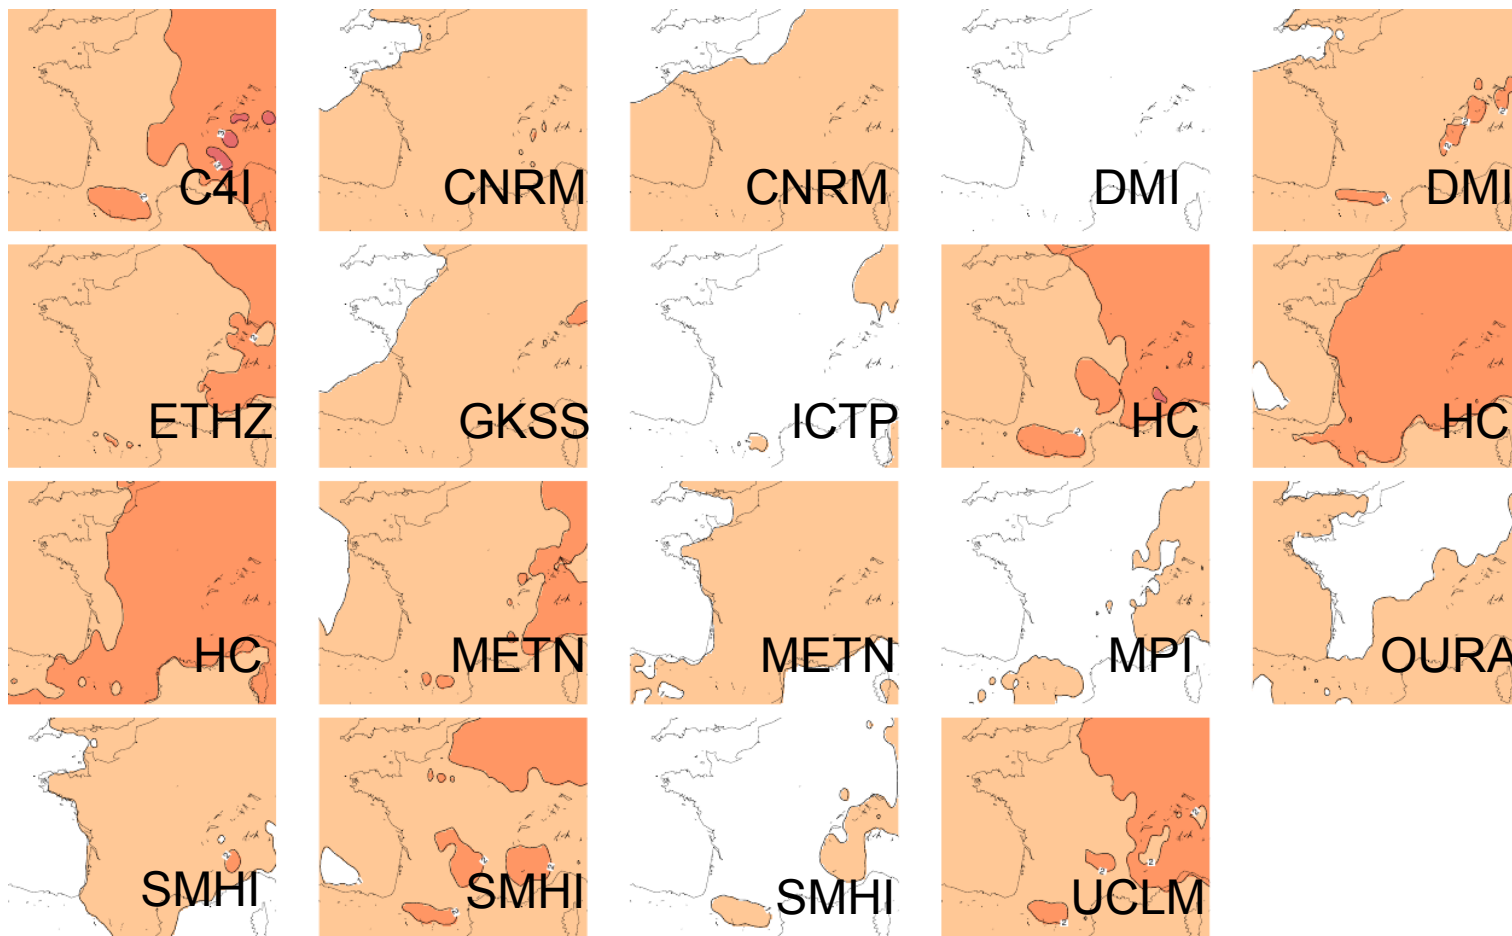 C4I
CNRM
CNRM
DMI
DMI
ETHZ
GKSS
ICTP
HC
HC
HC
METN
METN
MPI
OURA
SMHI
SMHI
SMHI
UCLM